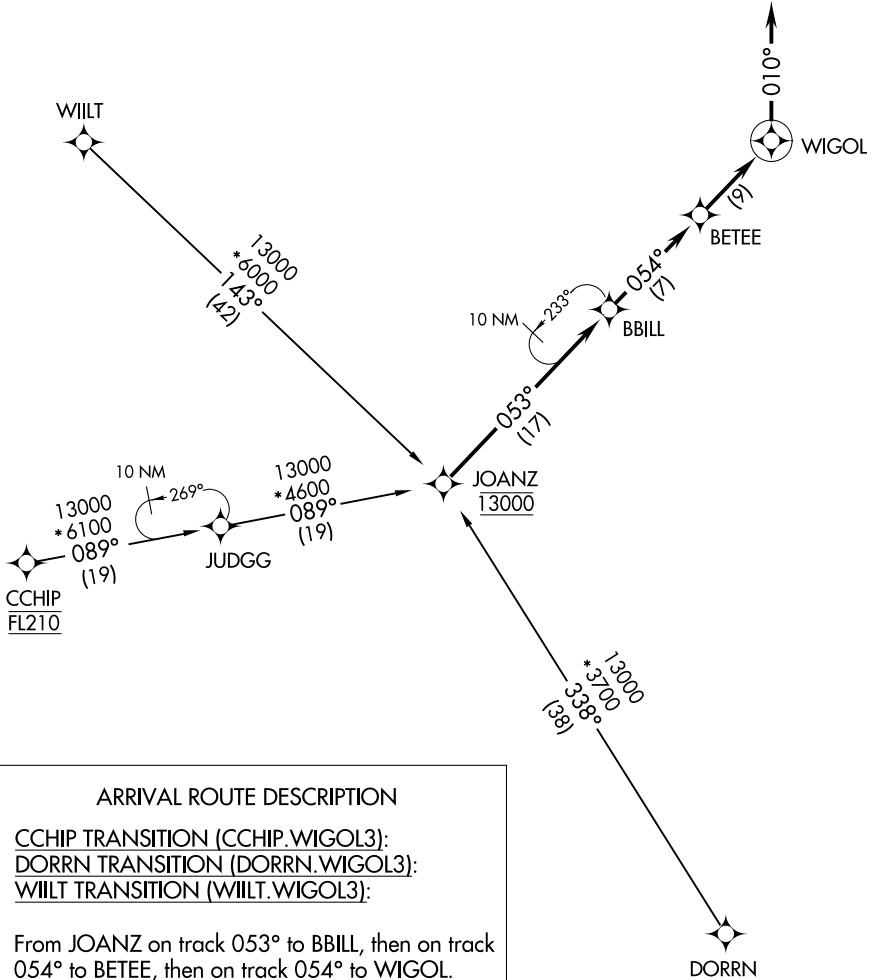 010°
WIILT
WIGOL
(9)
BETEE
13000
*6000
143°
(42)
054°
(7)
10 NM
233°
BBILL
053°
(17)
10 NM
269°
13000
*4600
089°
(19)
JOANZ
13000
13000
*6100
089°
(19)
JUDGG
CCHIP
FL210
13000
*3700
338°
(38)
ARRIVAL ROUTE DESCRIPTION
CCHIP TRANSITION (CCHIP.WIGOL3):
DORRN TRANSITION (DORRN.WIGOL3):
WIILT TRANSITION (WIILT.WIGOL3):
From JOANZ on track 053° to BBILL, then on track
054° to BETEE, then on track 054° to WIGOL.
DORRN